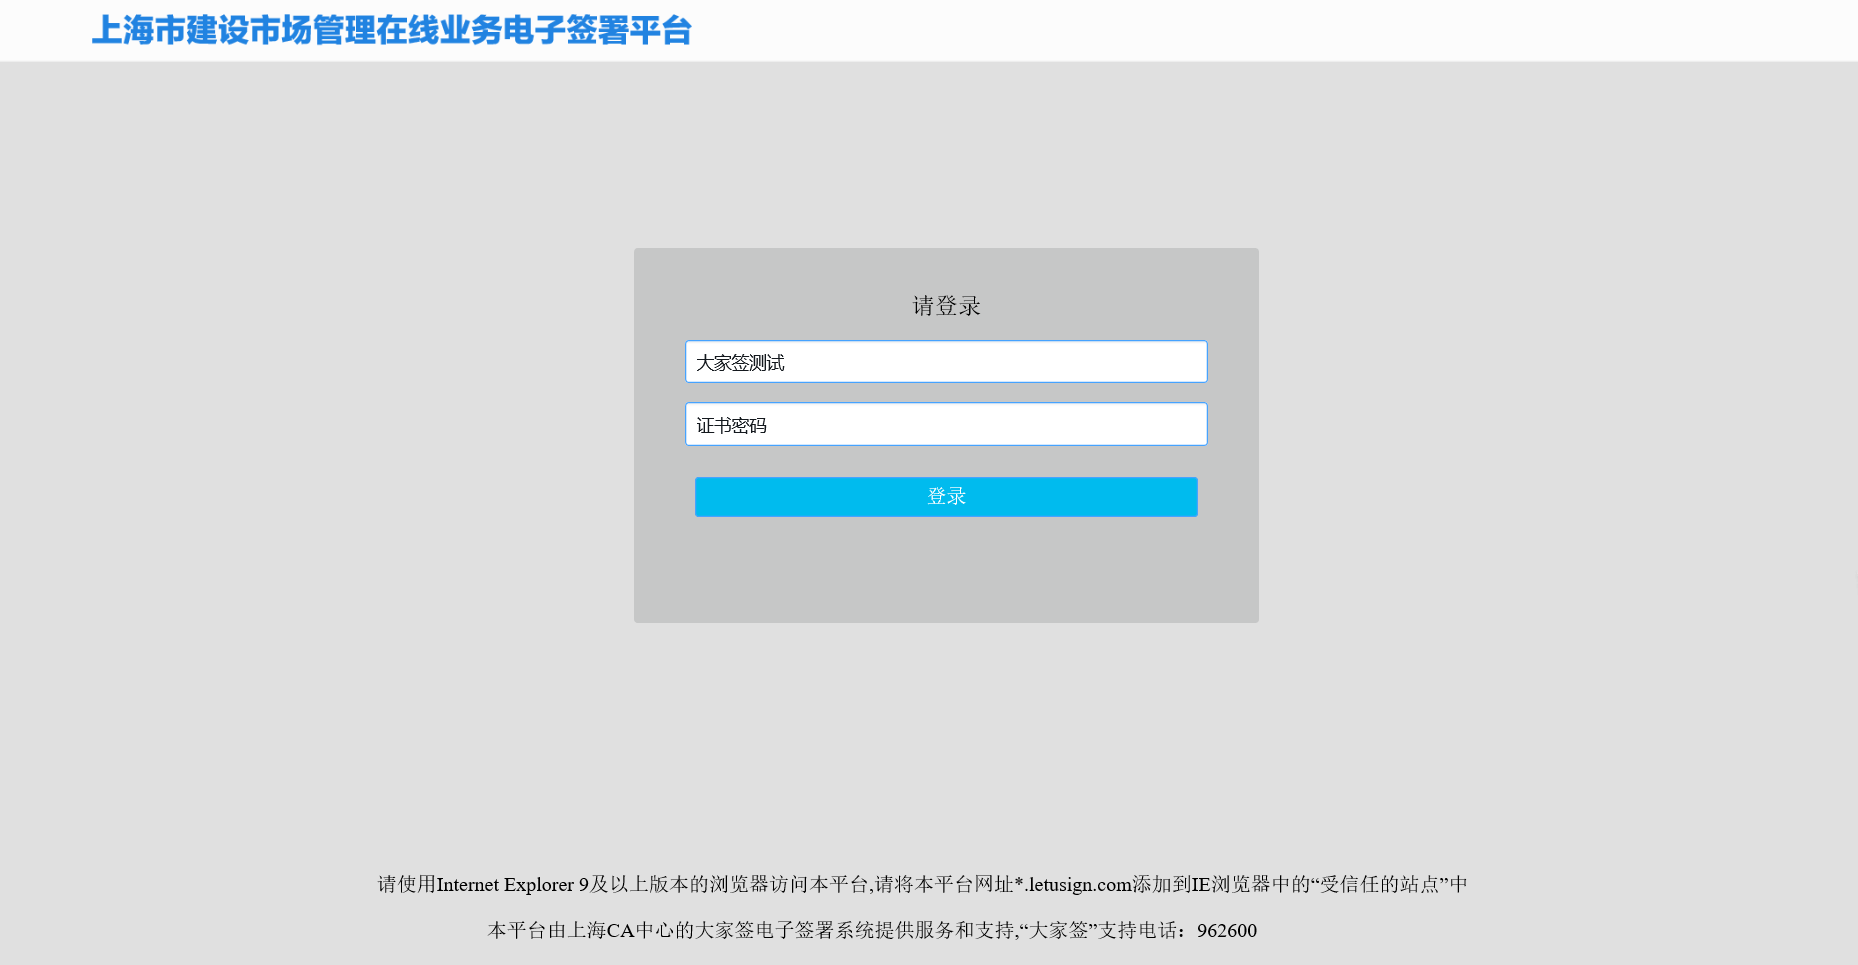 上海市建设市场管理在线业务电子签署平台
请登录
大家签测试
证书密码
登录
请使用Internet Explorer 9及以上版本的浏览器访问本平台,请将本平台网址*.letusign.com添加到IE浏览器中的“受信任的站点”中
本平台由上海CA中心的大家签电子签署系统提供服务和支持,“大家签”支持电话：962600